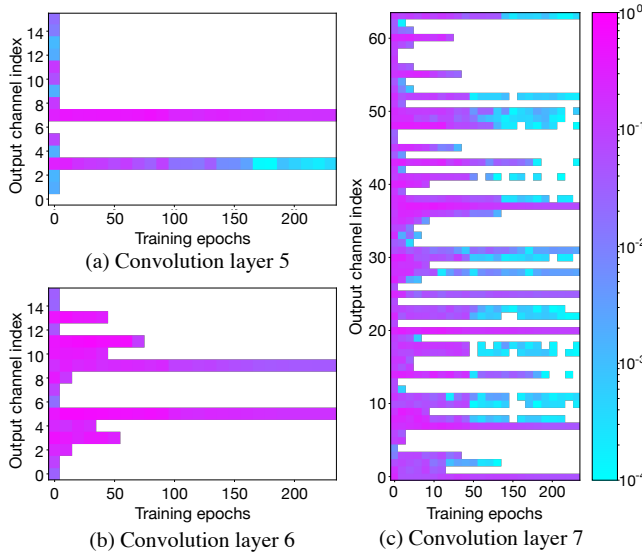 14
12
10
8
6
4
2
0
Output channel index
0 50 100 150 200
Training epochs
(a) Convolution layer 5
14
12
10
8
6
4
2
0
Output channel index
0 50 100 150 200
Training epochs
(b) Convolution layer 6
60
50
40
30
20
10
0
Output channel index
0 10 50 150 200
Training epochs
(c) Convolution layer 7
10⁰
10⁻¹
10⁻²
10⁻³
10⁻⁴